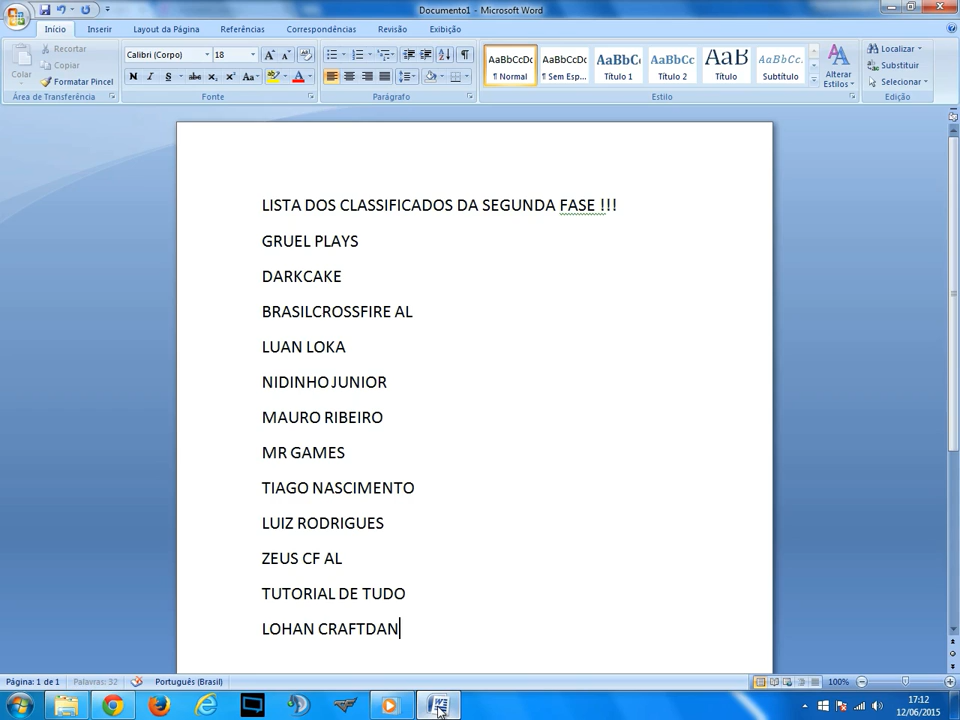 Documento1 - Microsoft Word
Início Inserir Layout da Página Referências Correspondências Revisão Exibição
Colar
Recortar
Copiar
Formatar Pincel
Área de Transferência
Calibri (Corpo) 18
Fonte
Parágrafo
AaBbCcDc AaBbCcDc AaBbC AaBbCc AaB AaBbCc.
¶ Normal ¶ Sem Esp... Título 1 Título 2 Título Subtítulo
Alterar Estilos
Estilo
Localizar
Substituir
Selecionar
Edição
LISTA DOS CLASSIFICADOS DA SEGUNDA FASE !!!
GRUEL PLAYS
DARKCAKE
BRASILCROSSFIRE AL
LUAN LOKA
NIDINHO JUNIOR
MAURO RIBEIRO
MR GAMES
TIAGO NASCIMENTO
LUIZ RODRIGUES
ZEUS CF AL
TUTORIAL DE TUDO
LOHAN CRAFTDAN
Página: 1 de 1 Palavras: 32 Português (Brasil) 100%
17:12
12/06/2015